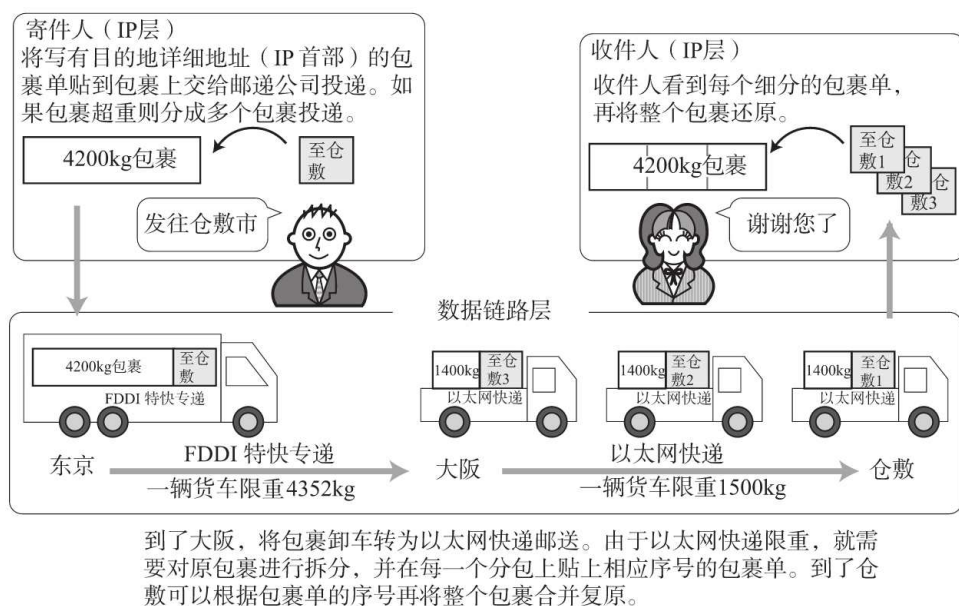 寄件人（IP层）
将写有目的地详细地址（IP 首部）的包
裹单贴到包裹上交给邮递公司投递。如
果包裹超重则分成多个包裹投递。
4200kg包裹
至仓
敷
发往仓敷市
收件人（IP层）
收件人看到每个细分的包裹单，
再将整个包裹还原。
4200kg包裹
至仓
敷1
仓
敷2
仓
敷3
谢谢您了
数据链路层
4200kg包裹
至仓
敷
FDDI 特快专递
1400kg
至仓
敷3
以太网快递
1400kg
至仓
敷2
以太网快递
1400kg
至仓
敷1
以太网快递
东京
FDDI 特快专递
一辆货车限重4352kg
大阪
以太网快递
一辆货车限重1500kg
仓敷
到了大阪，将包裹卸车转为以太网快递邮送。由于以太网快递限重，就需
要对原包裹进行拆分，并在每一个分包上贴上相应序号的包裹单。到了仓
敷可以根据包裹单的序号再将整个包裹合并复原。